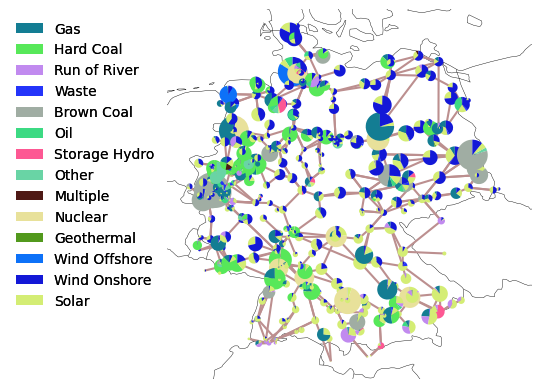 Gas
Hard Coal
Run of River
Waste
Brown Coal
Oil
Storage Hydro
Other
Multiple
Nuclear
Geothermal
Wind Offshore
Wind Onshore
Solar